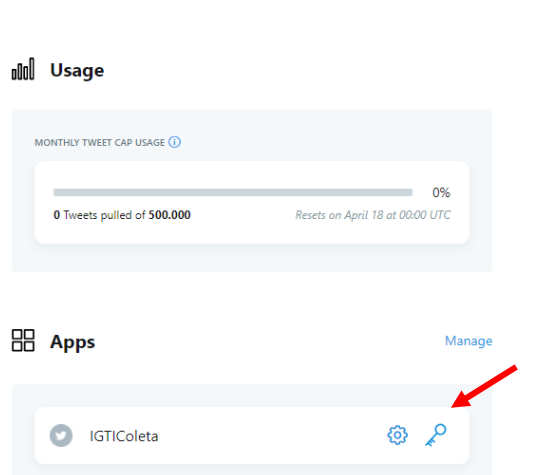 Usage
MONTHLY TWEET CAP USAGE
0%
0 Tweets pulled of 500.000 Resets on April 18 at 00:00 UTC
Apps Manage
IGTIColeta